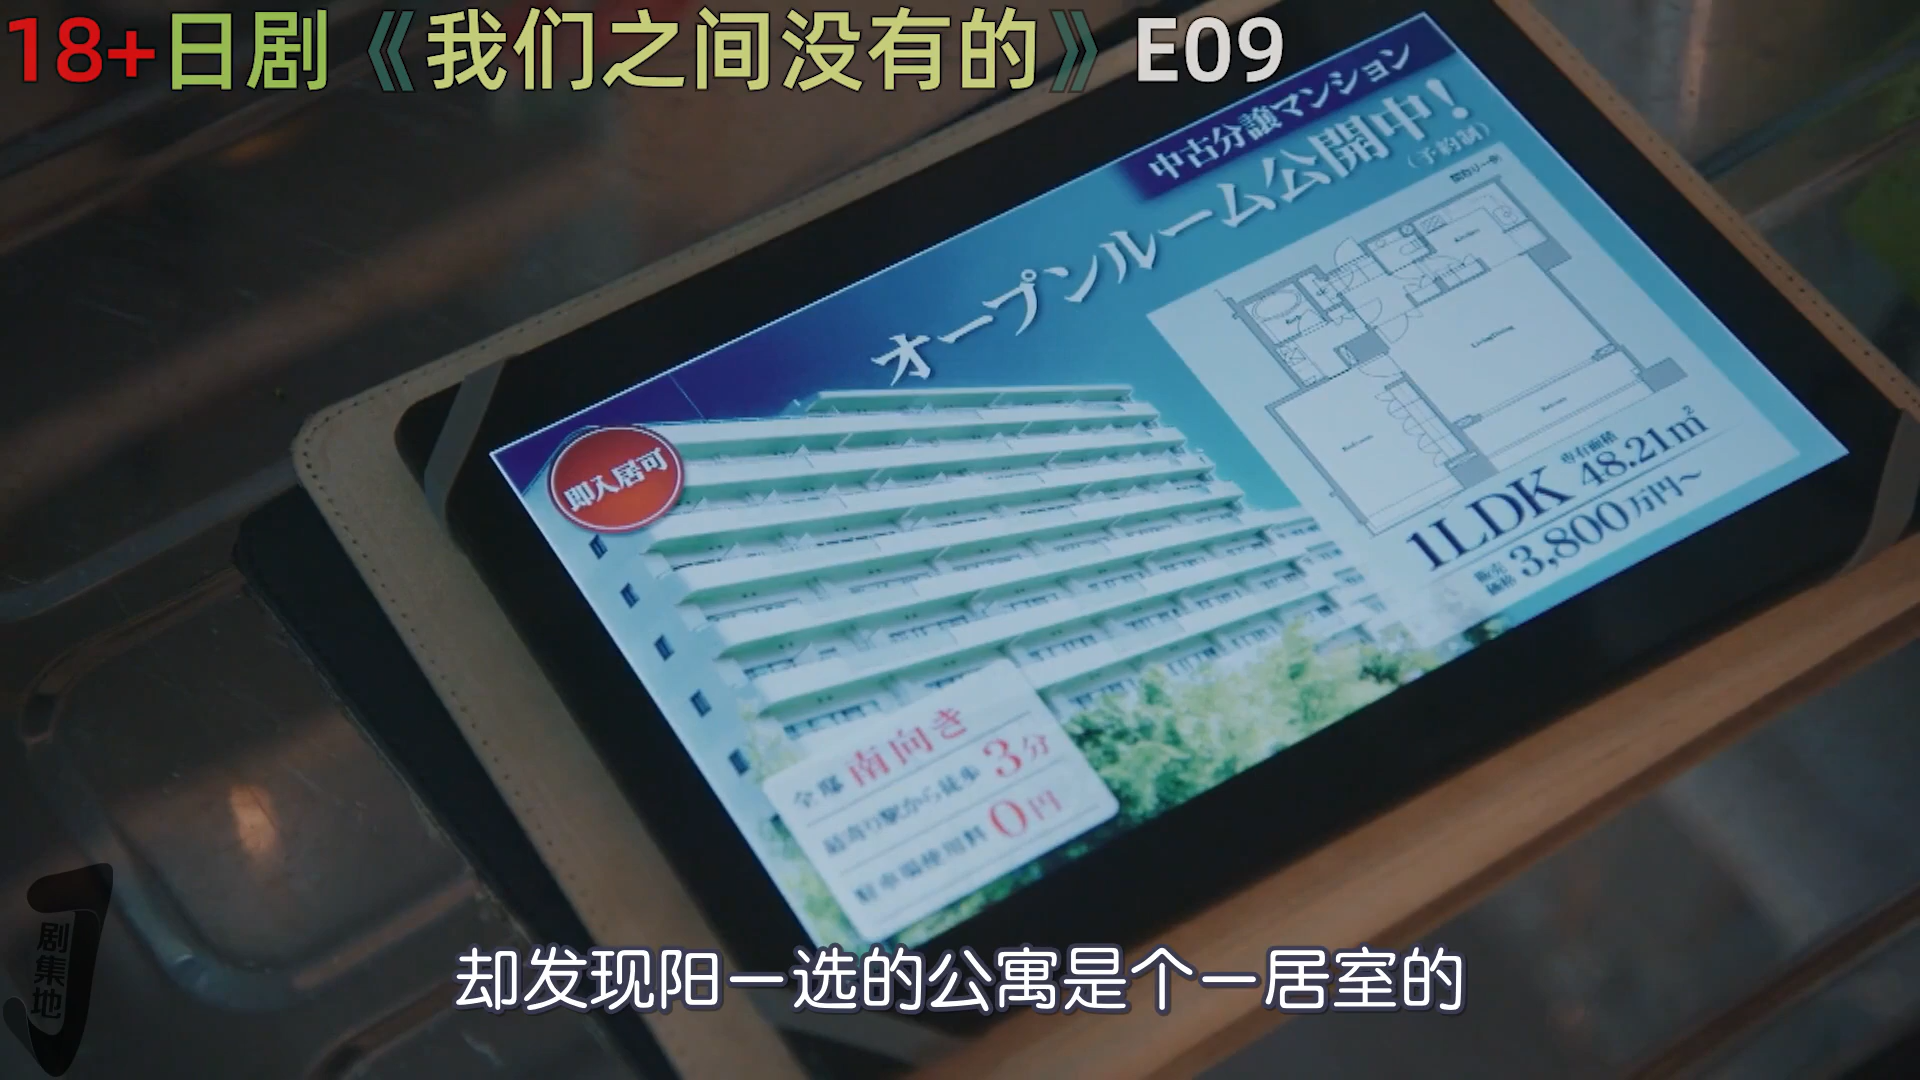 18+日剧《我们之间没有的》E09
中古分譲マンション
オープンルーム公開中!
(予約制)
即入居可
1LDK 専有面積 48.21m²
販売価格 3,800万円~
全邸 南向き
最寄り駅から徒歩 3分
駐車場使用料 0円
却发现阳一选的公寓是个一居室的
剧集地